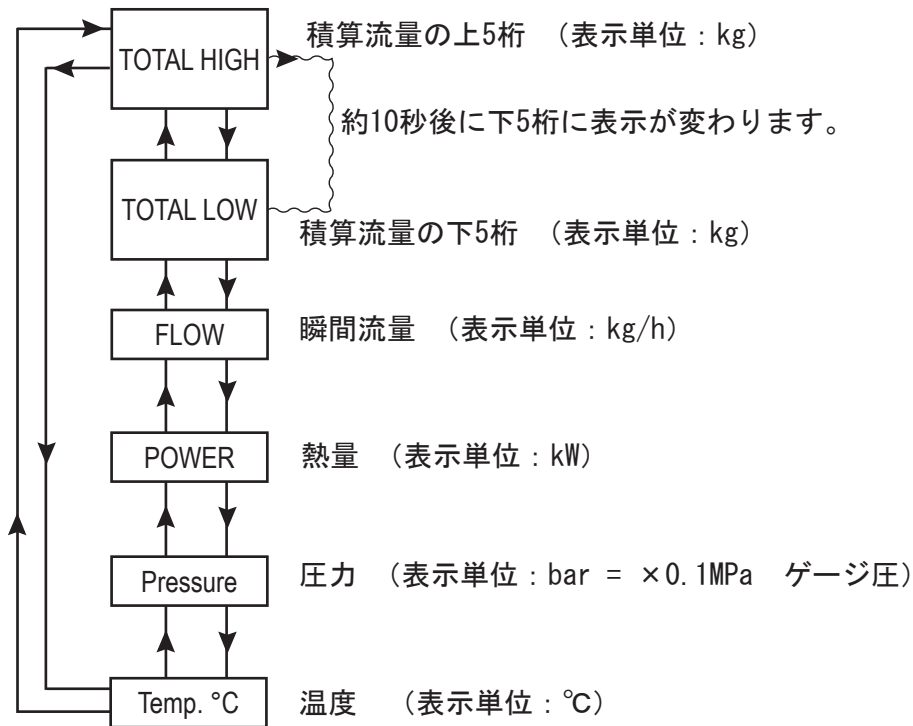 TOTAL HIGH
積算流量の上5桁 （表示単位：kg）
約10秒後に下5桁に表示が変わります。
TOTAL LOW
積算流量の下5桁 （表示単位：kg）
FLOW
瞬間流量 （表示単位：kg/h）
POWER
熱量 （表示単位：kW）
Pressure
圧力 （表示単位：bar = ×0.1MPa ゲージ圧）
Temp. °C
温度 （表示単位：℃）